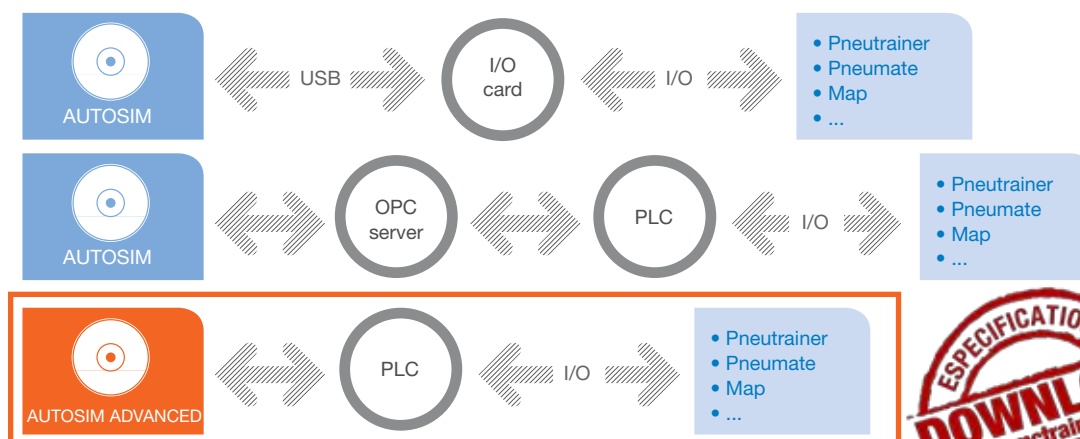 AUTOSIM
USB
I/O
card
I/O
• Pneutrainer
• Pneumate
• Map
• ...
AUTOSIM
OPC
server
PLC
I/O
• Pneutrainer
• Pneumate
• Map
• ...
AUTOSIM ADVANCED
PLC
I/O
• Pneutrainer
• Pneumate
• Map
• ...